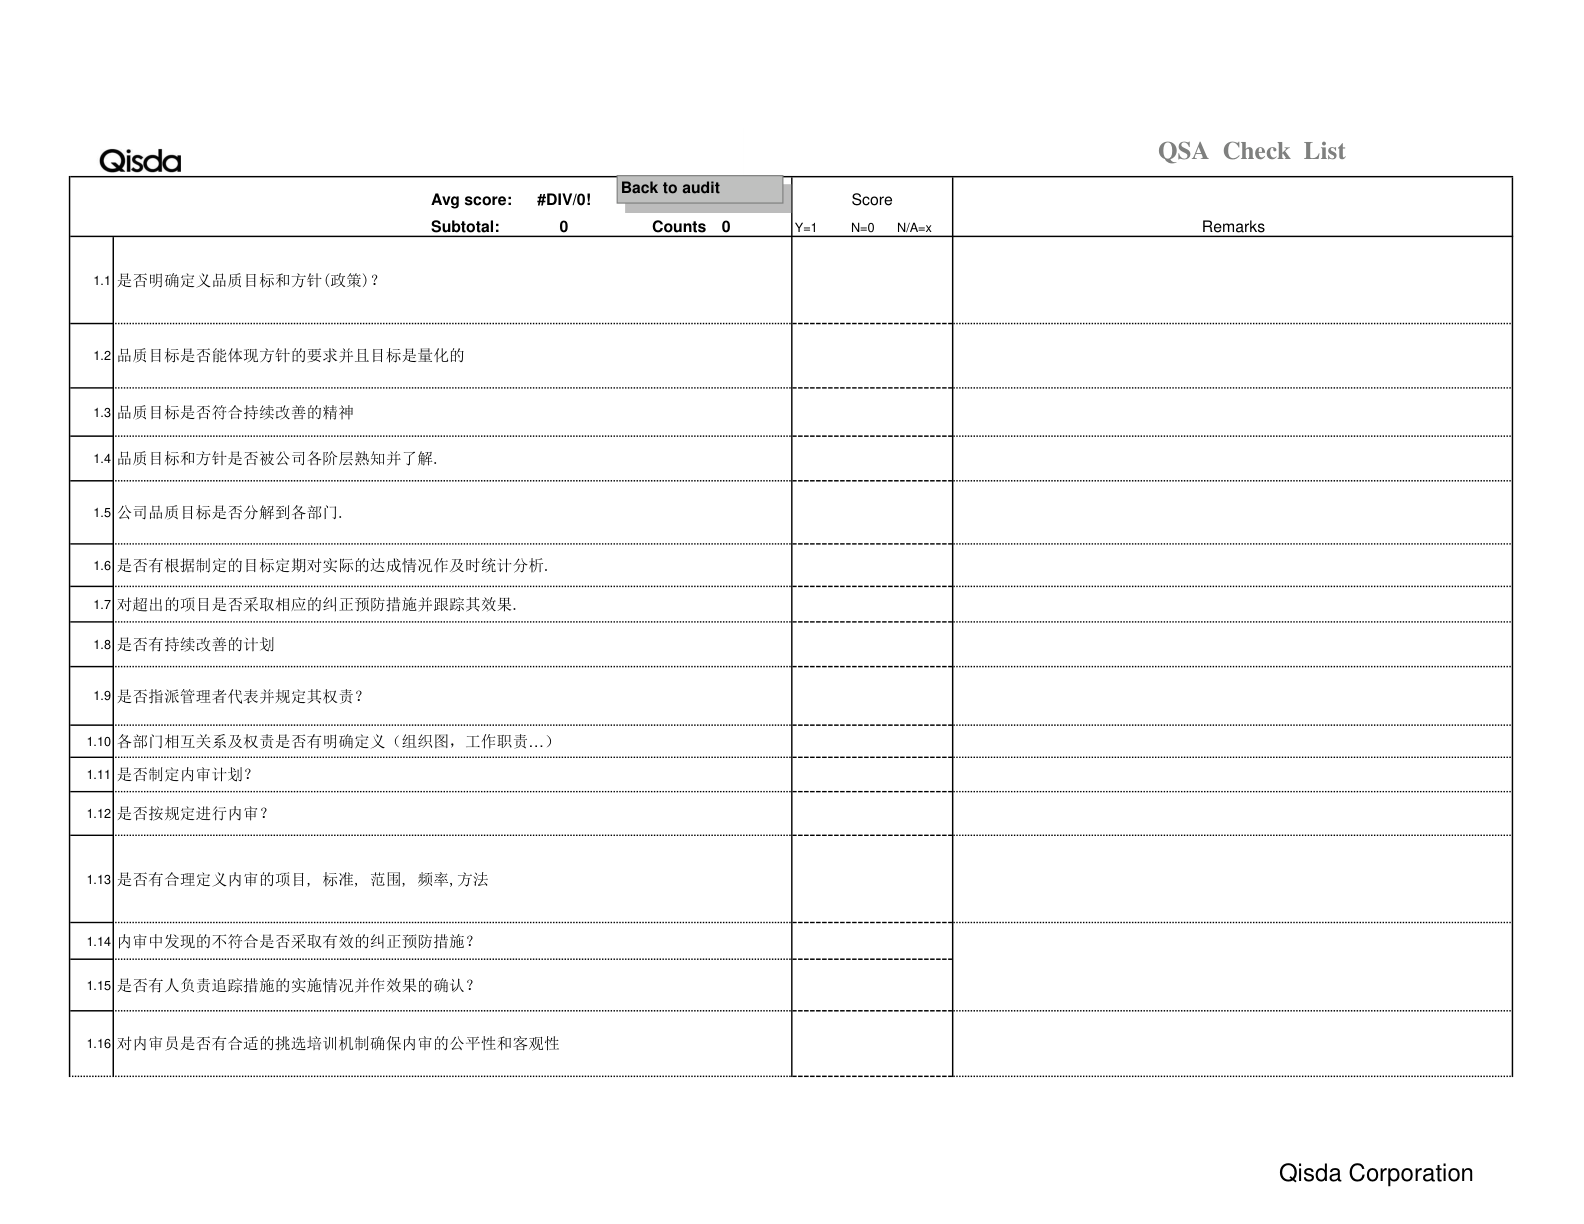 Qisda
QSA Check List
Avg score: #DIV/0! Back to audit Score
Subtotal: 0 Counts 0 Y=1 N=0 N/A=x Remarks
1.1 是否明确定义品质目标和方针(政策)?
1.2 品质目标是否能体现方针的要求并且目标是量化的
1.3 品质目标是否符合持续改善的精神
1.4 品质目标和方针是否被公司各阶层熟知并了解.
1.5 公司品质目标是否分解到各部门.
1.6 是否有根据制定的目标定期对实际的达成情况作及时统计分析.
1.7 对超出的项目是否采取相应的纠正预防措施并跟踪其效果.
1.8 是否有持续改善的计划
1.9 是否指派管理者代表并规定其权责?
1.10 各部门相互关系及权责是否有明确定义（组织图，工作职责…）
1.11 是否制定内审计划?
1.12 是否按规定进行内审?
1.13 是否有合理定义内审的项目, 标准, 范围, 频率,方法
1.14 内审中发现的不符合是否采取有效的纠正预防措施?
1.15 是否有人负责追踪措施的实施情况并作效果的确认?
1.16 对内审员是否有合适的挑选培训机制确保内审的公平性和客观性
Qisda Corporation